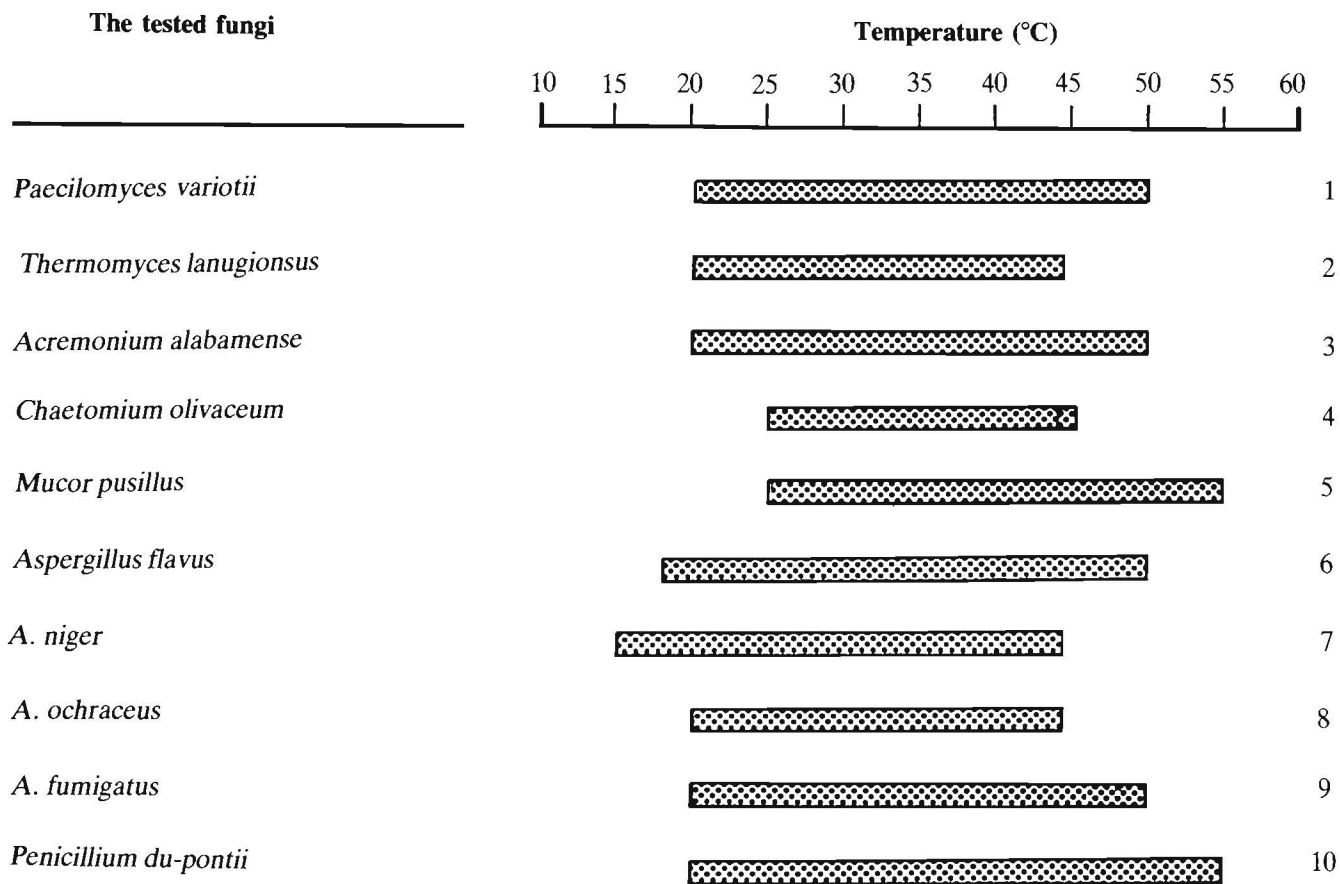 The tested fungi
Temperature (°C)
10 15 20 25 30 35 40 45 50 55 60
Paecilomyces variotii 1
Thermomyces lanugionsus 2
Acremonium alabamense 3
Chaetomium olivaceum 4
Mucor pusillus 5
Aspergillus flavus 6
A. niger 7
A. ochraceus 8
A. fumigatus 9
Penicillium du-pontii 10